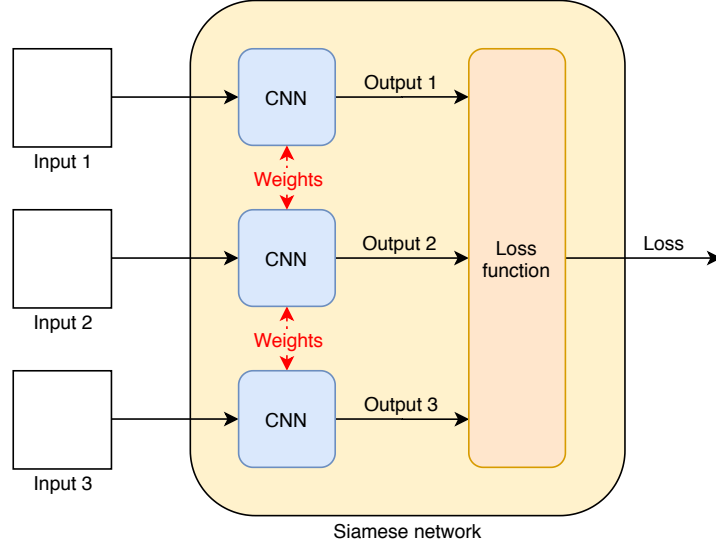 Input 1
CNN
Output 1
Weights
Input 2
CNN
Output 2
Loss
function
Loss
Weights
Input 3
CNN
Output 3
Siamese network